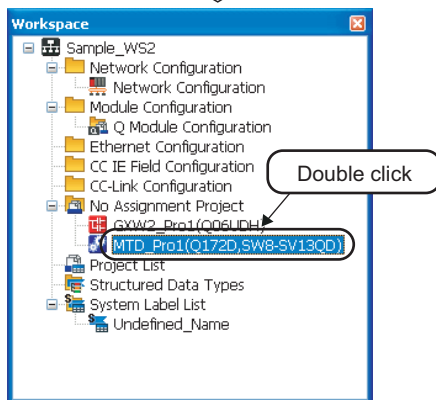 Workspace
Sample_WS2
Network Configuration
Network Configuration
Module Configuration
Q Module Configuration
Ethernet Configuration
CC IE Field Configuration
CC-Link Configuration
No Assignment Project
GXW2_Pro1(Q06UDH)
MTD_Pro1(Q172D,SW8-SV13QD)
Project List
Structured Data Types
System Label List
Undefined_Name
Double click